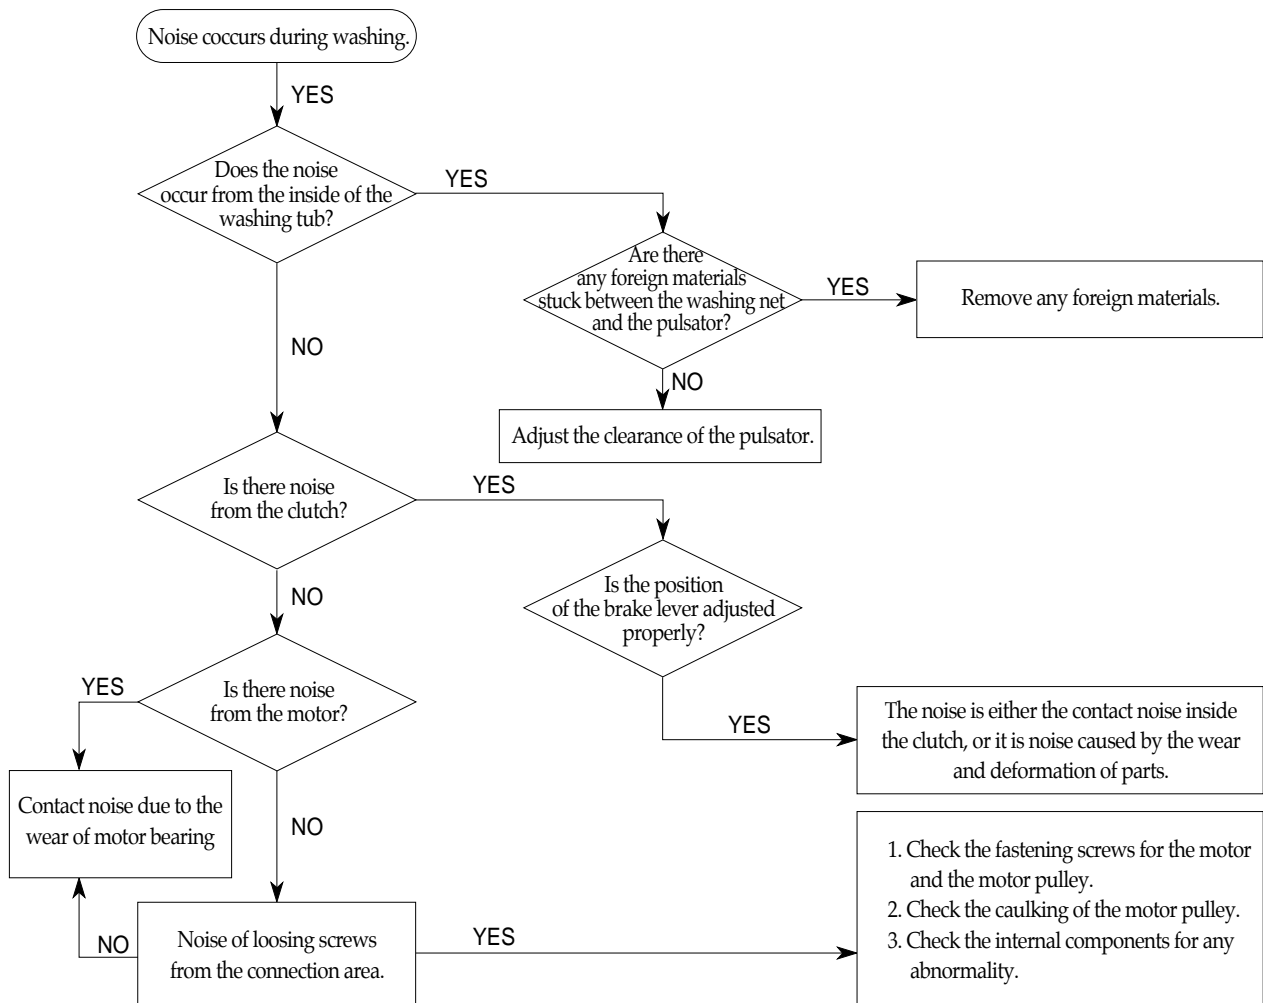 Noise coccurs during washing.
YES
Does the noise
occur from the inside of the
washing tub?
YES
Are there
any foreign materials
stuck between the washing net
and the pulsator?
YES
Remove any foreign materials.
NO
NO
Adjust the clearance of the pulsator.
Is there noise
from the clutch?
YES
Is the position
of the brake lever adjusted
properly?
NO
YES
Is there noise
from the motor?
YES
The noise is either the contact noise inside
the clutch, or it is noise caused by the wear
and deformation of parts.
Contact noise due to the
wear of motor bearing
NO
1. Check the fastening screws for the motor
and the motor pulley.
2. Check the caulking of the motor pulley.
3. Check the internal components for any
abnormality.
NO
Noise of loosing screws
from the connection area.
YES